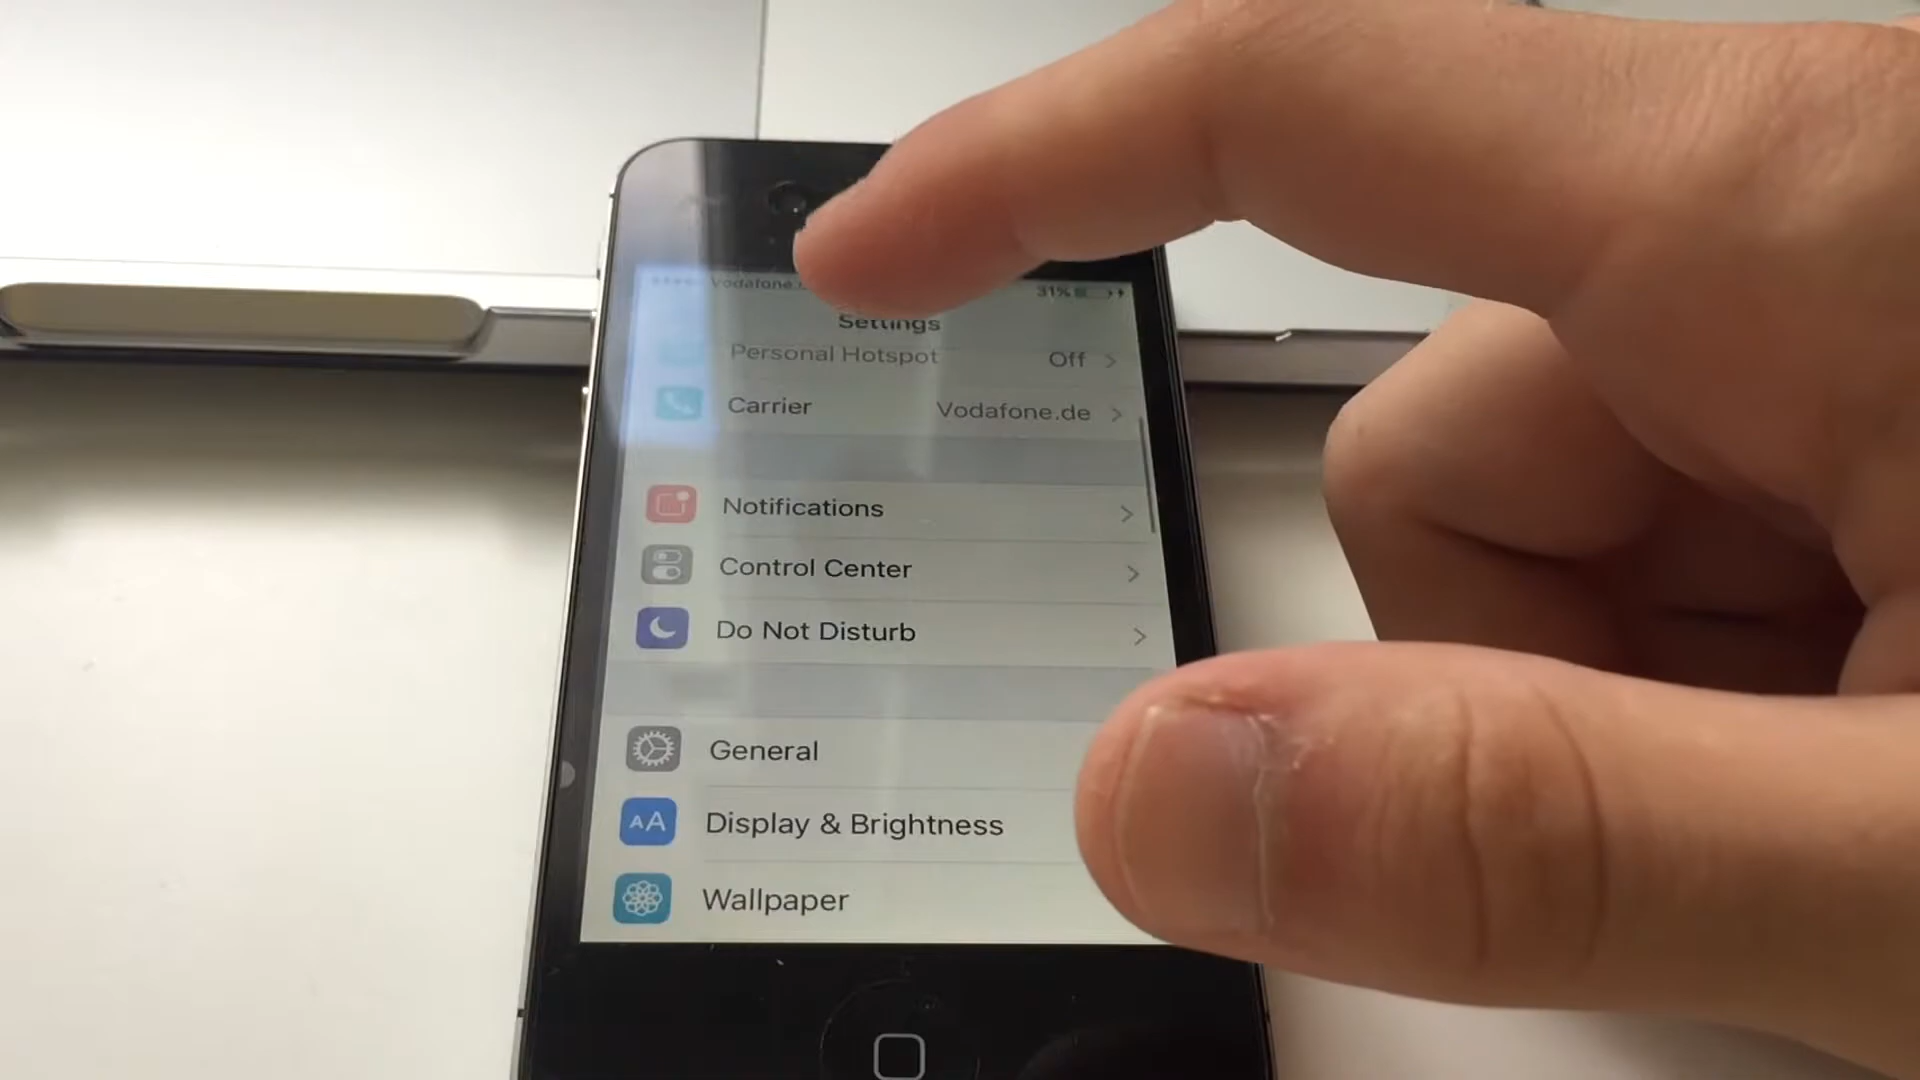 Vodafone. 31%
Settings
Personal Hotspot Off
Carrier Vodafone.de
Notifications
Control Center
Do Not Disturb
General
AA Display & Brightness
Wallpaper